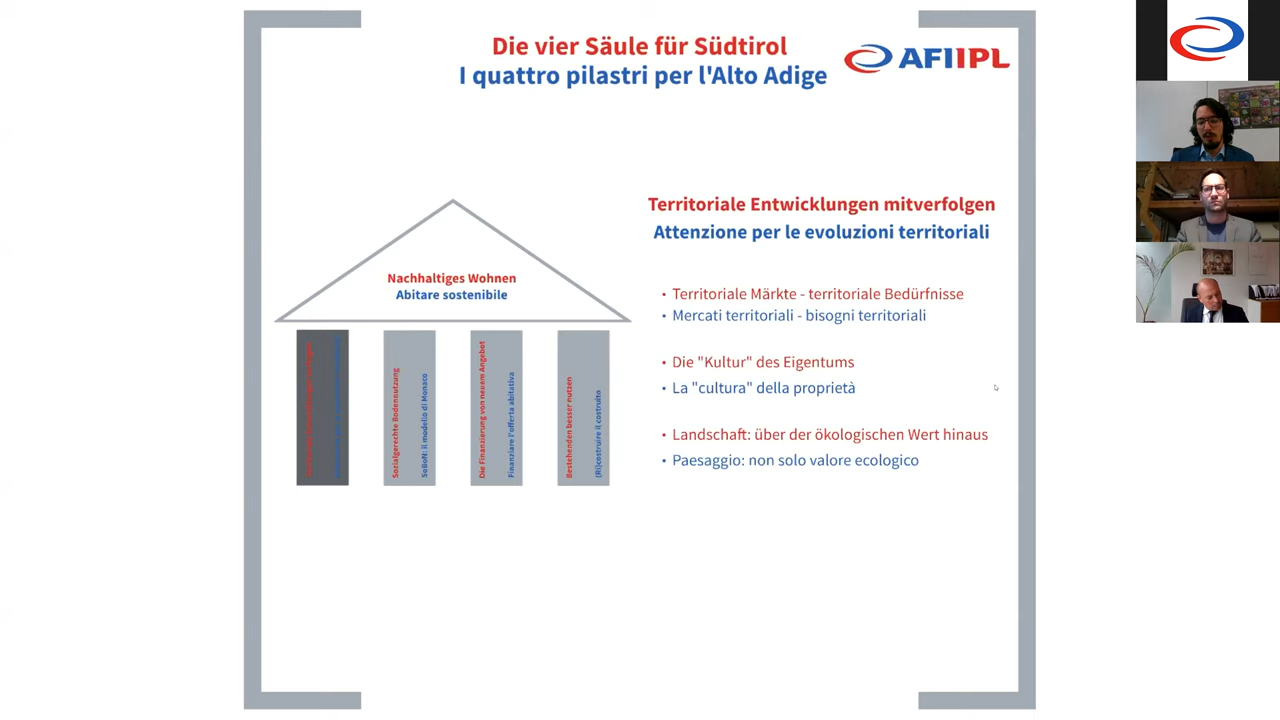 Die vier Säule für Südtirol
I quattro pilastri per l'Alto Adige
AFIIPL
Territoriale Entwicklungen mitverfolgen
Attenzione per le evoluzioni territoriali
Nachhaltiges Wohnen
Abitare sostenibile
• Territoriale Märkte - territoriale Bedürfnisse
• Mercati territoriali - bisogni territoriali
• Die "Kultur" des Eigentums
• La "cultura" della proprietà
• Landschaft: über der ökologischen Wert hinaus
• Paesaggio: non solo valore ecologico
Sozialgerechte Bodennutzung
SoBoN: il modello di Monaco
Die Finanzierung von neuem Angebot
Finanziare l'offerta abitativa
Bestehenden besser nutzen
(Ri)costruire il costruito